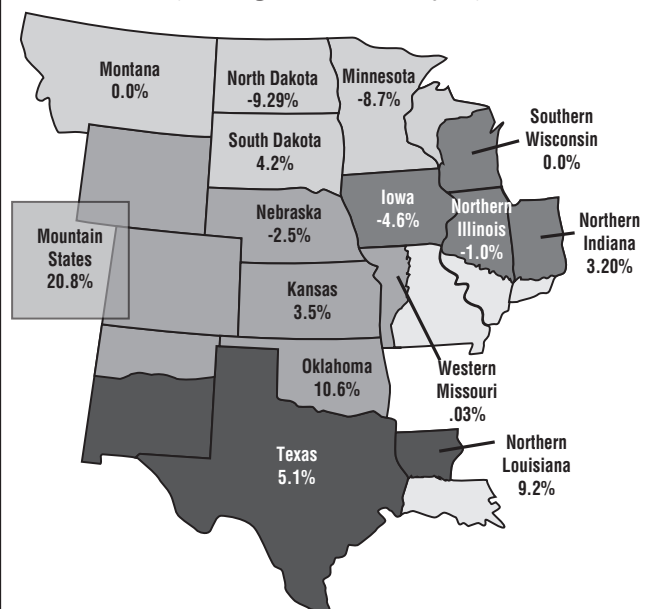 Montana
0.0%
North Dakota
-9.29%
Minnesota
-8.7%
Southern
Wisconsin
0.0%
South Dakota
4.2%
Iowa
-4.6%
Northern
Illinois
-1.0%
Northern
Indiana
3.20%
Nebraska
-2.5%
Mountain
States
20.8%
Kansas
3.5%
Oklahoma
10.6%
Western
Missouri
.03%
Texas
5.1%
Northern
Louisiana
9.2%